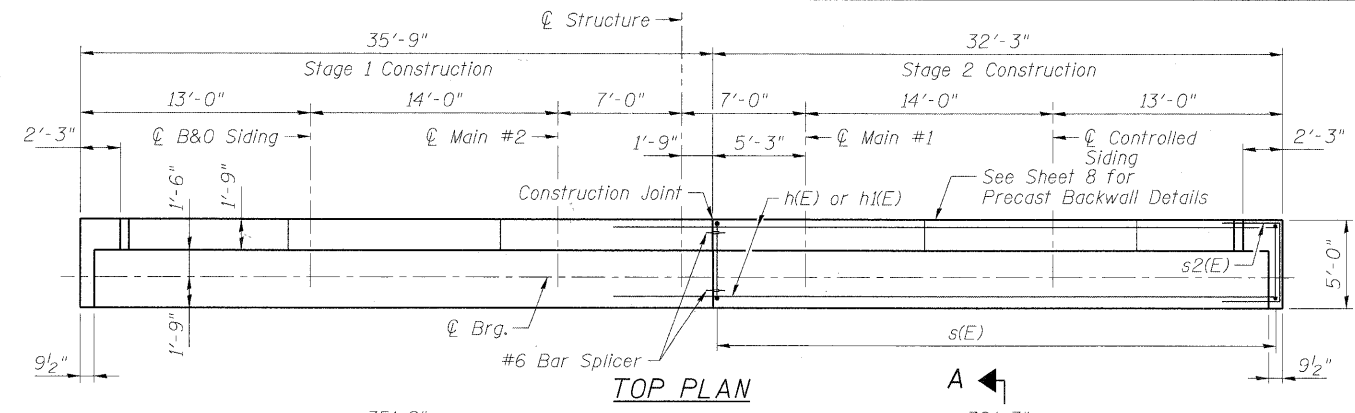 ℄ Structure
35'-9"
32'-3"
Stage 1 Construction
Stage 2 Construction
13'-0"
14'-0"
7'-0"
7'-0"
14'-0"
13'-0"
2'-3"
℄ B&O Siding
℄ Main #2
1'-9"
5'-3"
℄ Main #1
℄ Controlled
Siding
2'-3"
1'-6"
1'-9"
Construction Joint
h(E) or h1(E)
See Sheet 8 for
Precast Backwall Details
s2(E)
5'-0"
1'-9"
℄ Brg.
s(E)
9½"
#6 Bar Splicer
9½"
TOP PLAN
A